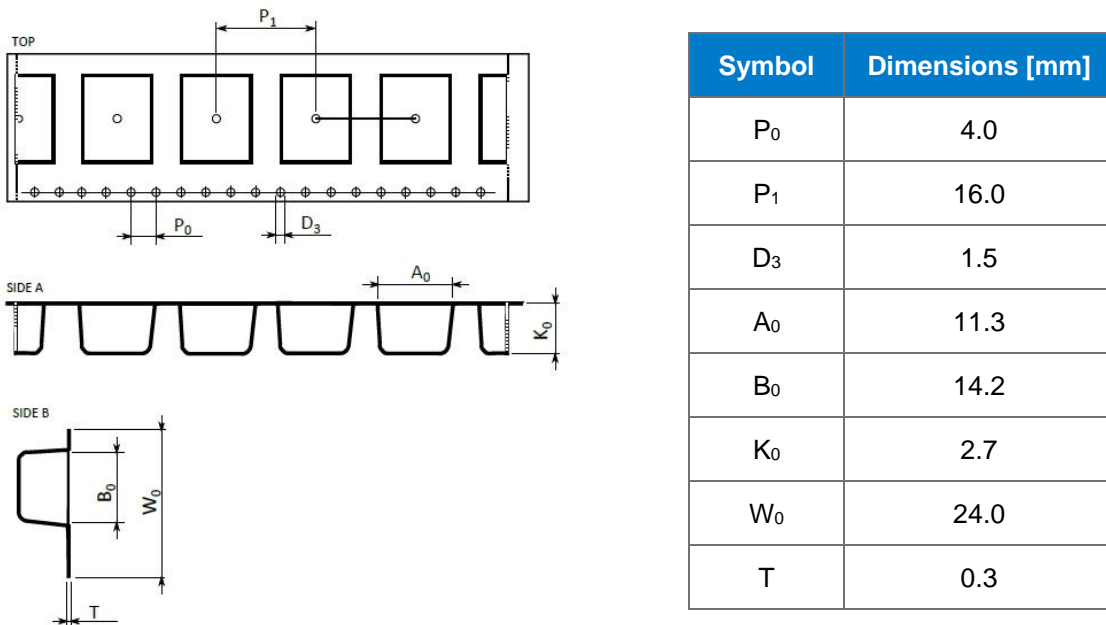 P₁
TOP
P₀
D₃
SIDE A
A₀
K₀
SIDE B
B₀
W₀
T
Symbol Dimensions [mm]
P₀ 4.0
P₁ 16.0
D₃ 1.5
A₀ 11.3
B₀ 14.2
K₀ 2.7
W₀ 24.0
T 0.3